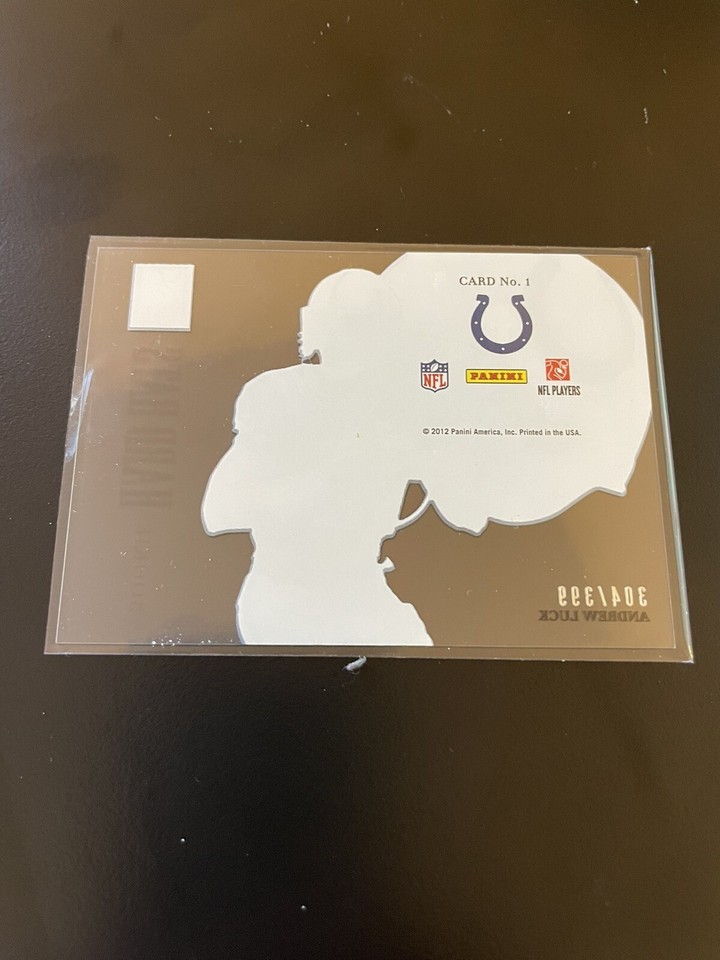 CARD No. 1
NFL
PANINI
NFL PLAYERS
© 2012 Panini America, Inc. Printed in the USA.
304/399
ANDREW LUCK